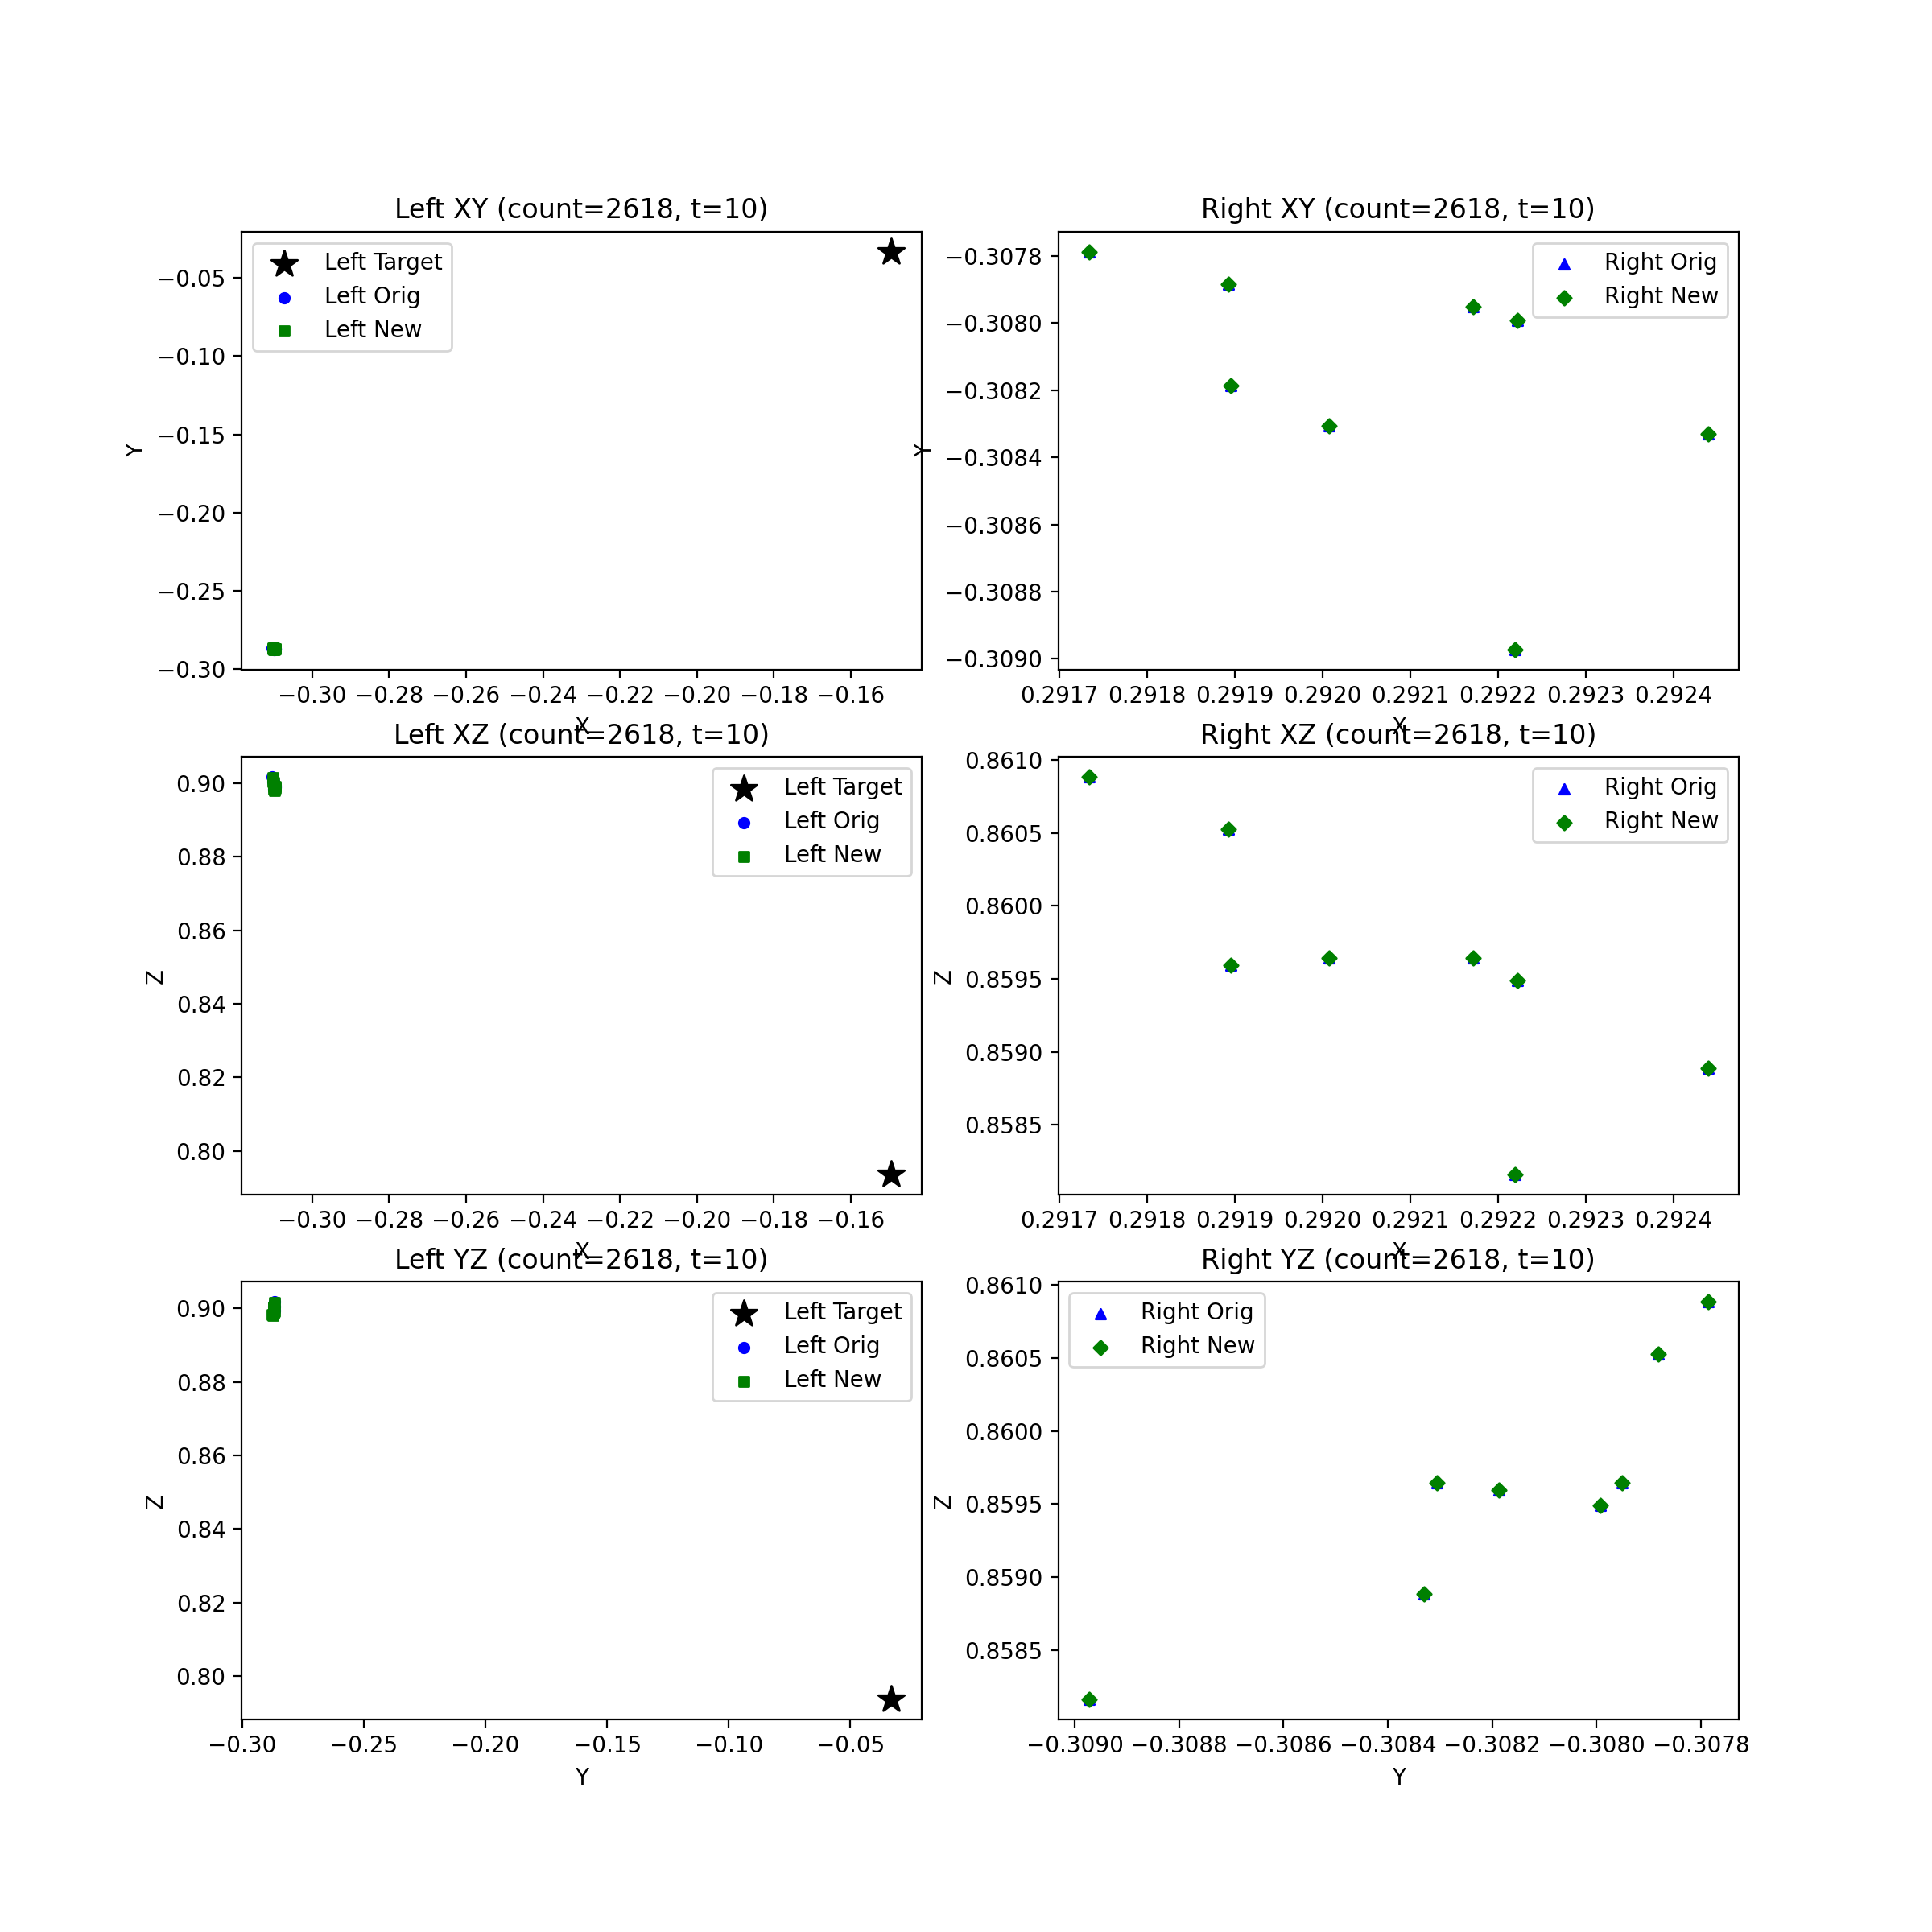 Left XY (count=2618, t=10)
Left Target
Left Orig
Left New
−0.05
−0.10
−0.15
−0.20
−0.25
−0.30
Y
−0.30 −0.28 −0.26 −0.24 −0.22 −0.20 −0.18 −0.16
X
Right XY (count=2618, t=10)
Right Orig
Right New
−0.3078
−0.3080
−0.3082
−0.3084
−0.3086
−0.3088
−0.3090
Y
0.2917 0.2918 0.2919 0.2920 0.2921 0.2922 0.2923 0.2924
X
Left XZ (count=2618, t=10)
Left Target
Left Orig
Left New
0.90
0.88
0.86
0.84
0.82
0.80
Z
−0.30 −0.28 −0.26 −0.24 −0.22 −0.20 −0.18 −0.16
X
Right XZ (count=2618, t=10)
Right Orig
Right New
0.8610
0.8605
0.8600
0.8595
0.8590
0.8585
Z
0.2917 0.2918 0.2919 0.2920 0.2921 0.2922 0.2923 0.2924
X
Left YZ (count=2618, t=10)
Left Target
Left Orig
Left New
0.90
0.88
0.86
0.84
0.82
0.80
Z
−0.30 −0.25 −0.20 −0.15 −0.10 −0.05
Y
Right YZ (count=2618, t=10)
Right Orig
Right New
0.8610
0.8605
0.8600
0.8595
0.8590
0.8585
Z
−0.3090 −0.3088 −0.3086 −0.3084 −0.3082 −0.3080 −0.3078
Y